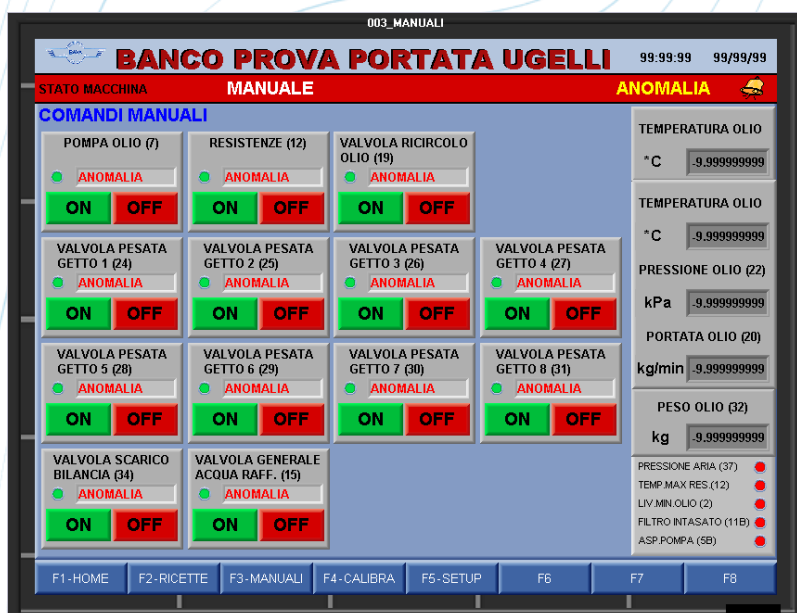 003_MANUALI
BANCO PROVA PORTATA UGELLI
99:99:99 99/99/99
STATO MACCHINA MANUALE ANOMALIA
COMANDI MANUALI
POMPA OLIO (7)
ANOMALIA
ON OFF
RESISTENZE (12)
ANOMALIA
ON OFF
VALVOLA RICIRCOLO
OLIO (19)
ANOMALIA
ON OFF
VALVOLA PESATA
GETTO 1 (24)
ANOMALIA
ON OFF
VALVOLA PESATA
GETTO 2 (25)
ANOMALIA
ON OFF
VALVOLA PESATA
GETTO 3 (26)
ANOMALIA
ON OFF
VALVOLA PESATA
GETTO 4 (27)
ANOMALIA
ON OFF
VALVOLA PESATA
GETTO 5 (28)
ANOMALIA
ON OFF
VALVOLA PESATA
GETTO 6 (29)
ANOMALIA
ON OFF
VALVOLA PESATA
GETTO 7 (30)
ANOMALIA
ON OFF
VALVOLA PESATA
GETTO 8 (31)
ANOMALIA
ON OFF
VALVOLA SCARICO
BILANCIA (34)
ANOMALIA
ON OFF
VALVOLA GENERALE
ACQUA RAFF. (15)
ANOMALIA
ON OFF
TEMPERATURA OLIO
°C -9.999999999
TEMPERATURA OLIO
°C -9.999999999
PRESSIONE OLIO (22)
kPa -9.999999999
PORTATA OLIO (20)
kg/min -9.999999999
PESO OLIO (32)
kg -9.999999999
PRESSIONE ARIA (37)
TEMP.MAX RES.(12)
LIV.MIN.OLIO (2)
FILTRO INTASATO (11B)
ASP.POMPA (5B)
F1-HOME F2-RICETTE F3-MANUALI F4-CALIBRA F5-SETUP F6 F7 F8